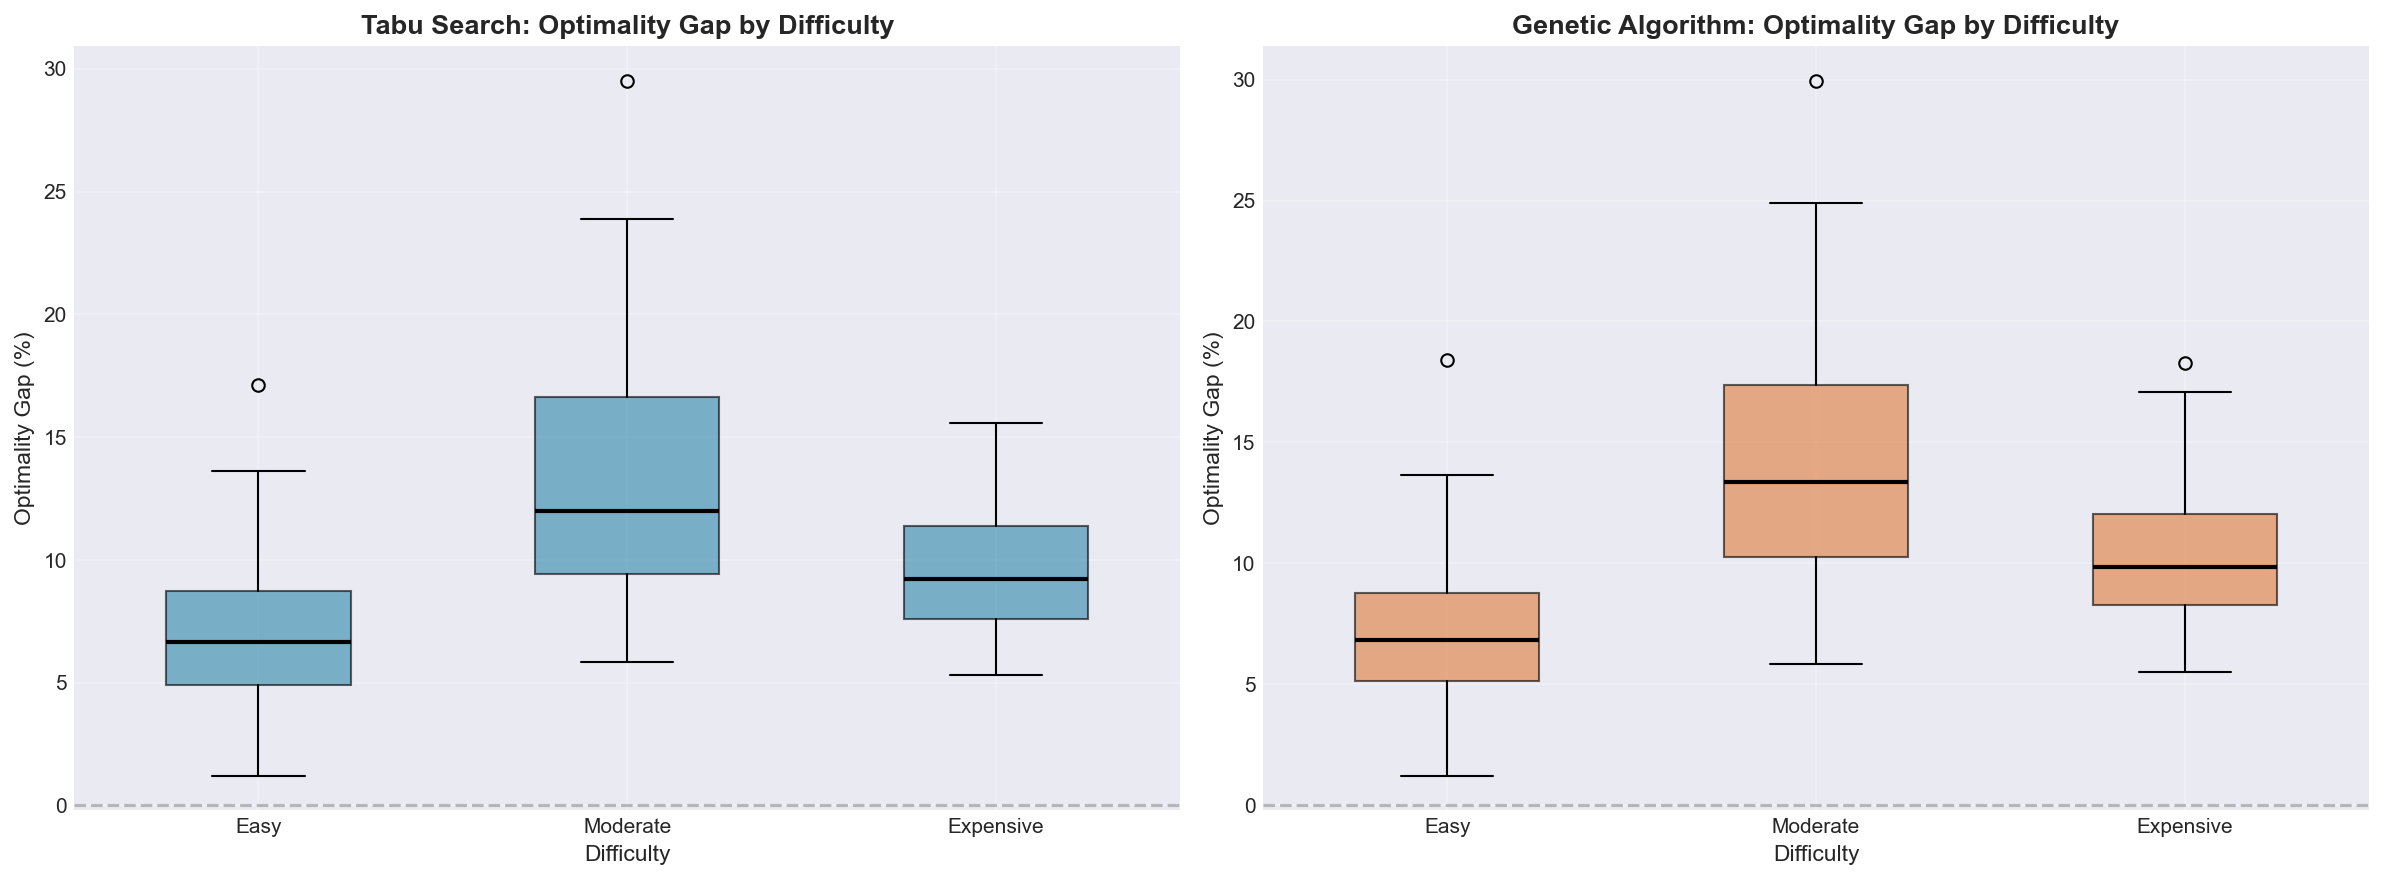 Tabu Search: Optimality Gap by Difficulty
Optimality Gap (%)
30
25
20
15
10
5
0
Easy
Moderate
Expensive
Difficulty
Genetic Algorithm: Optimality Gap by Difficulty
Optimality Gap (%)
30
25
20
15
10
5
0
Easy
Moderate
Expensive
Difficulty